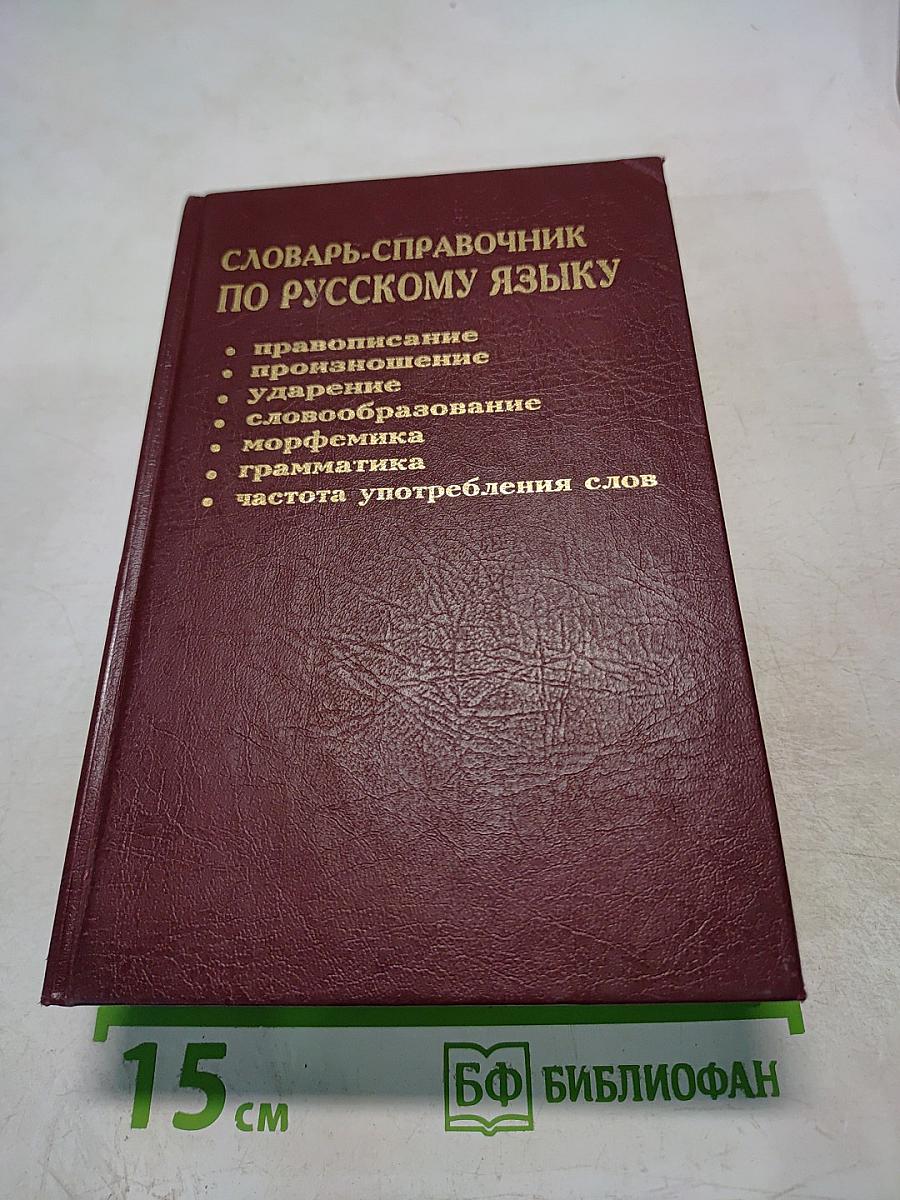 СЛОВАРЬ-СПРАВОЧНИК
ПО РУССКОМУ ЯЗЫКУ
• правописание
• произношение
• ударение
• словообразование
• морфемика
• грамматика
• частота употребления слов
15 см
БФ БИБЛИОФАН